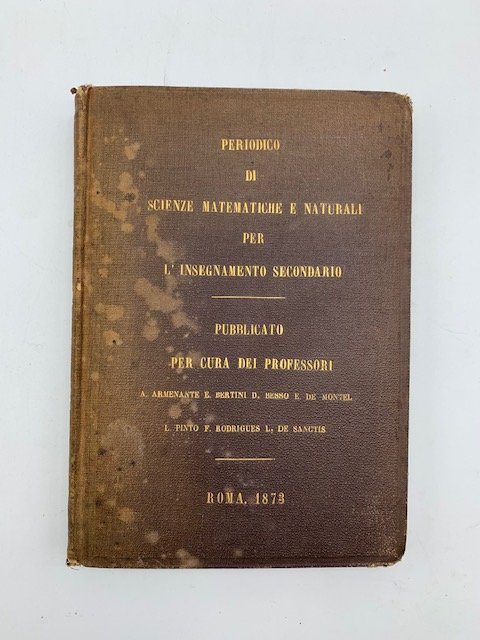 PERIODICO
DI
SCIENZE MATEMATICHE E NATURALI
PER
L' INSEGNAMENTO SECONDARIO
PUBBLICATO
PER CURA DEI PROFESSORI
A. ARMENANTE E. BERTINI D. BESSO E. DE MONTEL
L. PINTO F. RODRIGUES L. DE SANCTIS
ROMA, 1873